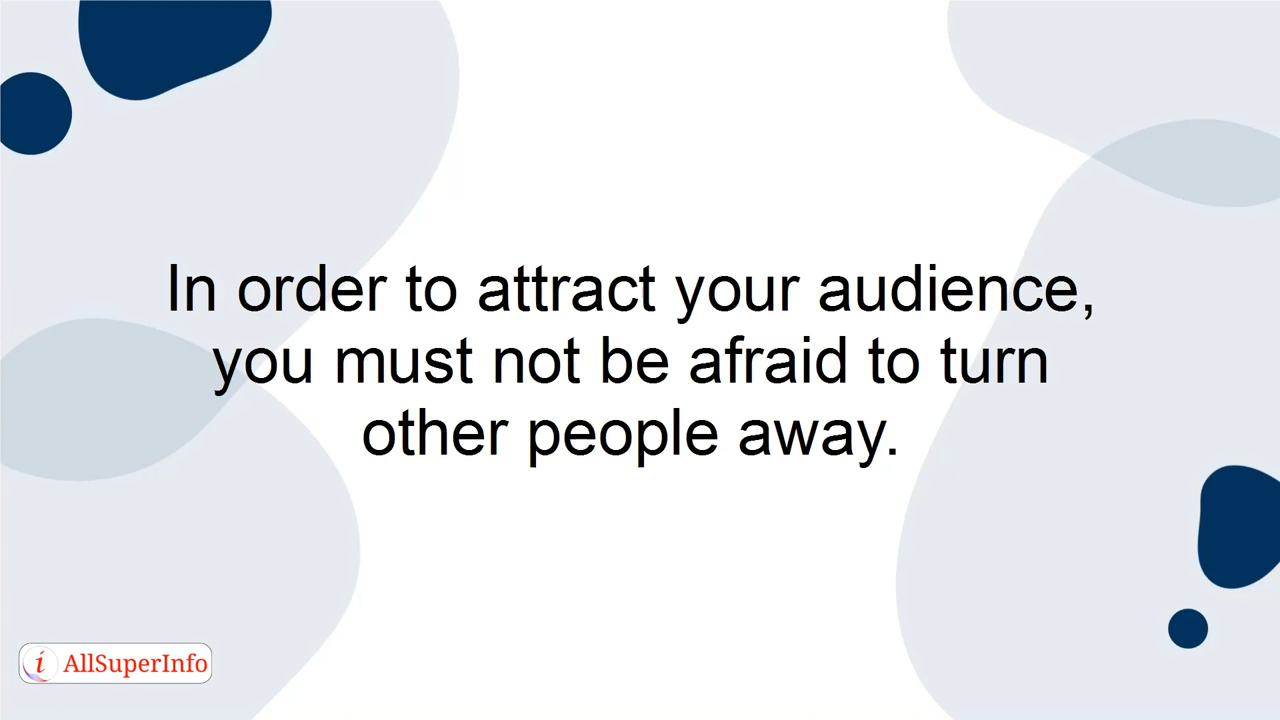 In order to attract your audience,
you must not be afraid to turn
other people away.
i AllSuperInfo